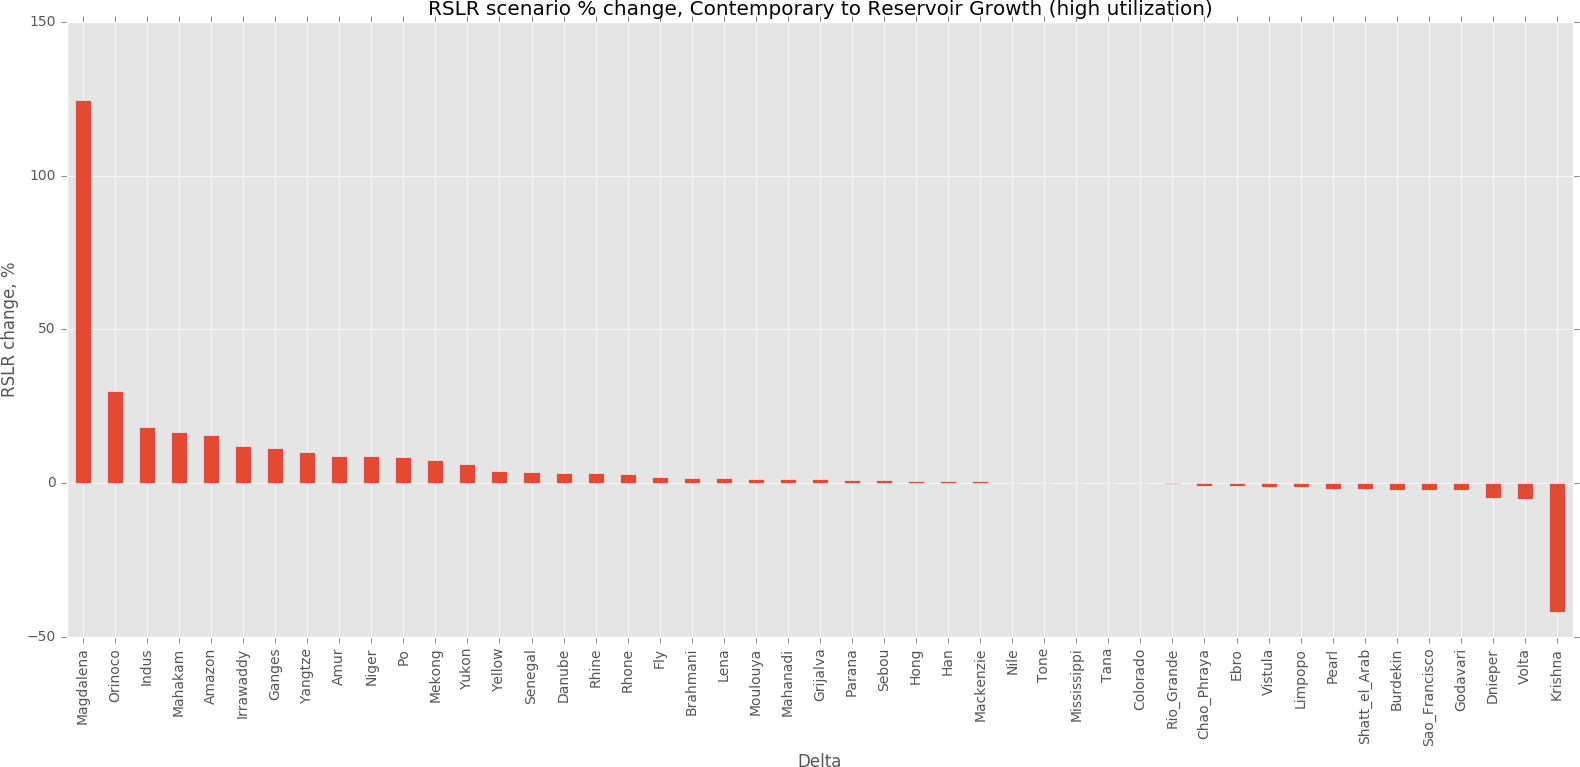 RSLR scenario % change, Contemporary to Reservoir Growth (high utilization)
150
100
50
0
−50
RSLR change, %
Magdalena
Orinoco
Indus
Mahakam
Amazon
Irrawaddy
Ganges
Yangtze
Amur
Niger
Po
Mekong
Yukon
Yellow
Senegal
Danube
Rhine
Rhone
Fly
Brahmani
Lena
Moulouya
Mahanadi
Grijalva
Parana
Sebou
Hong
Han
Mackenzie
Nile
Tone
Mississippi
Tana
Colorado
Rio_Grande
Chao_Phraya
Ebro
Vistula
Limpopo
Pearl
Shatt_el_Arab
Burdekin
Sao_Francisco
Godavari
Dnieper
Volta
Krishna
Delta